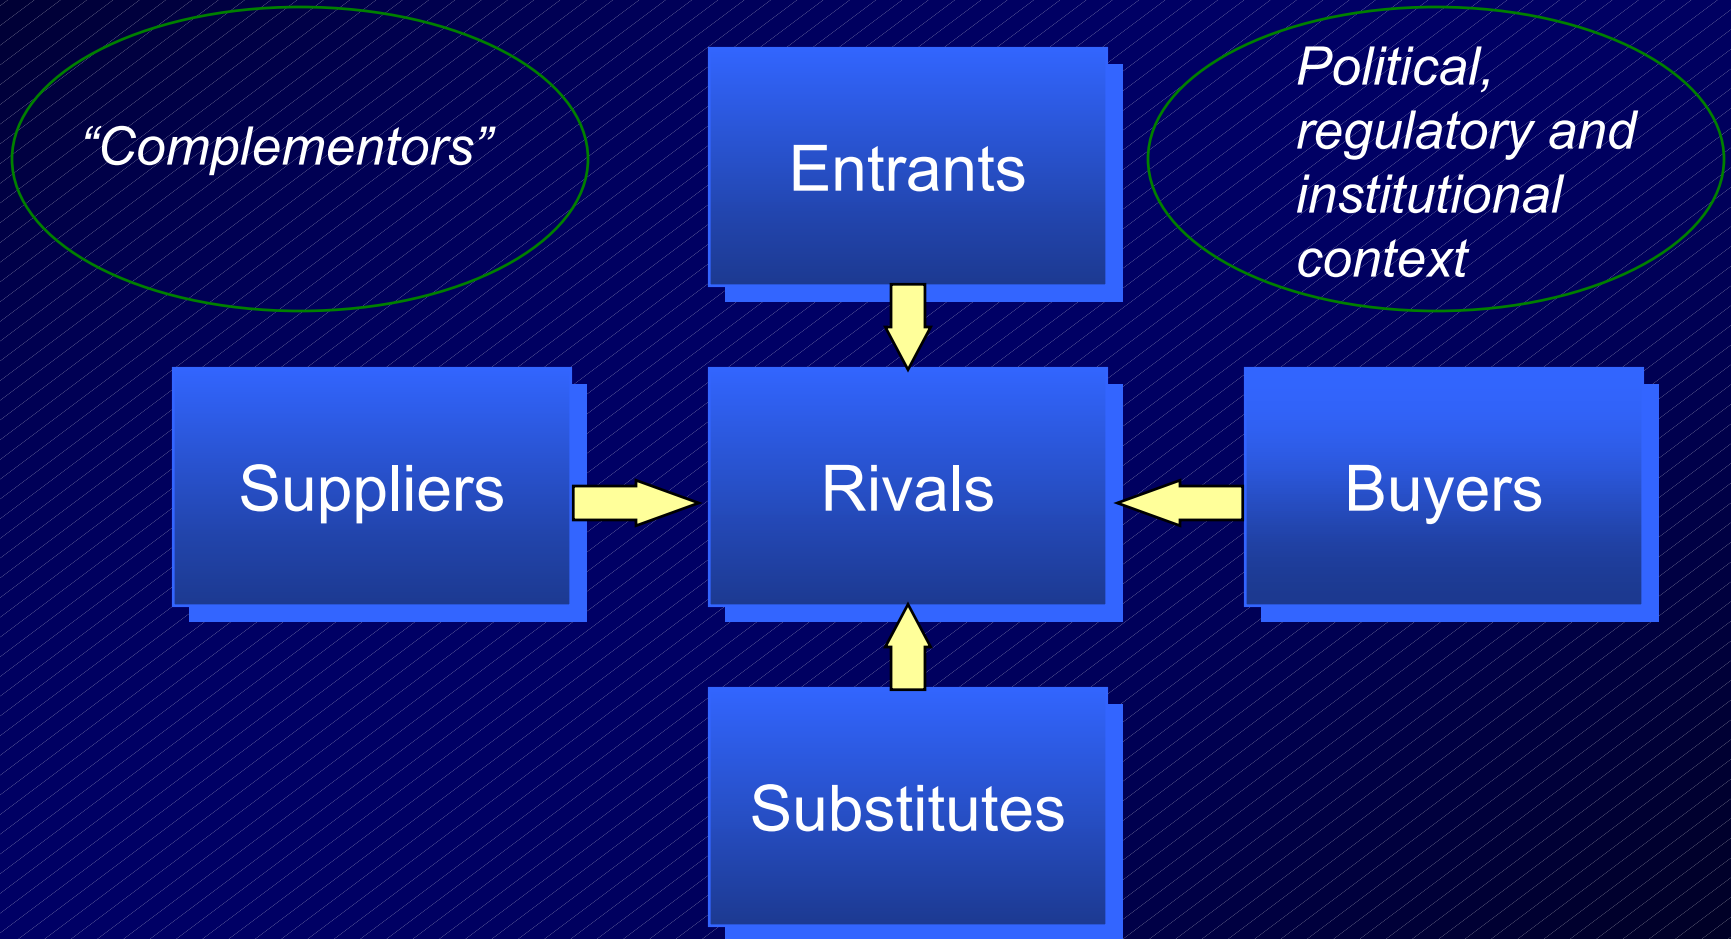 “Complementors”
Entrants
Political,
regulatory and
institutional
context
Suppliers
Rivals
Buyers
Substitutes